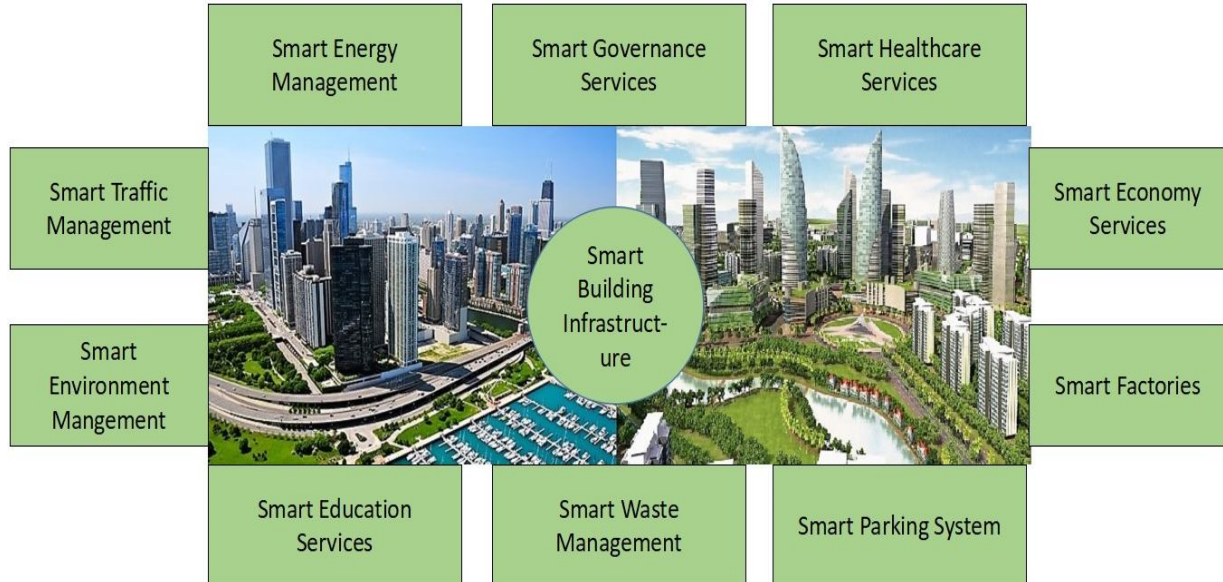 Smart Energy
Management
Smart Governance
Services
Smart Healthcare
Services
Smart Traffic
Management
Smart Economy
Services
Smart
Building
Infrastruct-
ure
Smart
Environment
Mangement
Smart Factories
Smart Education
Services
Smart Waste
Management
Smart Parking System